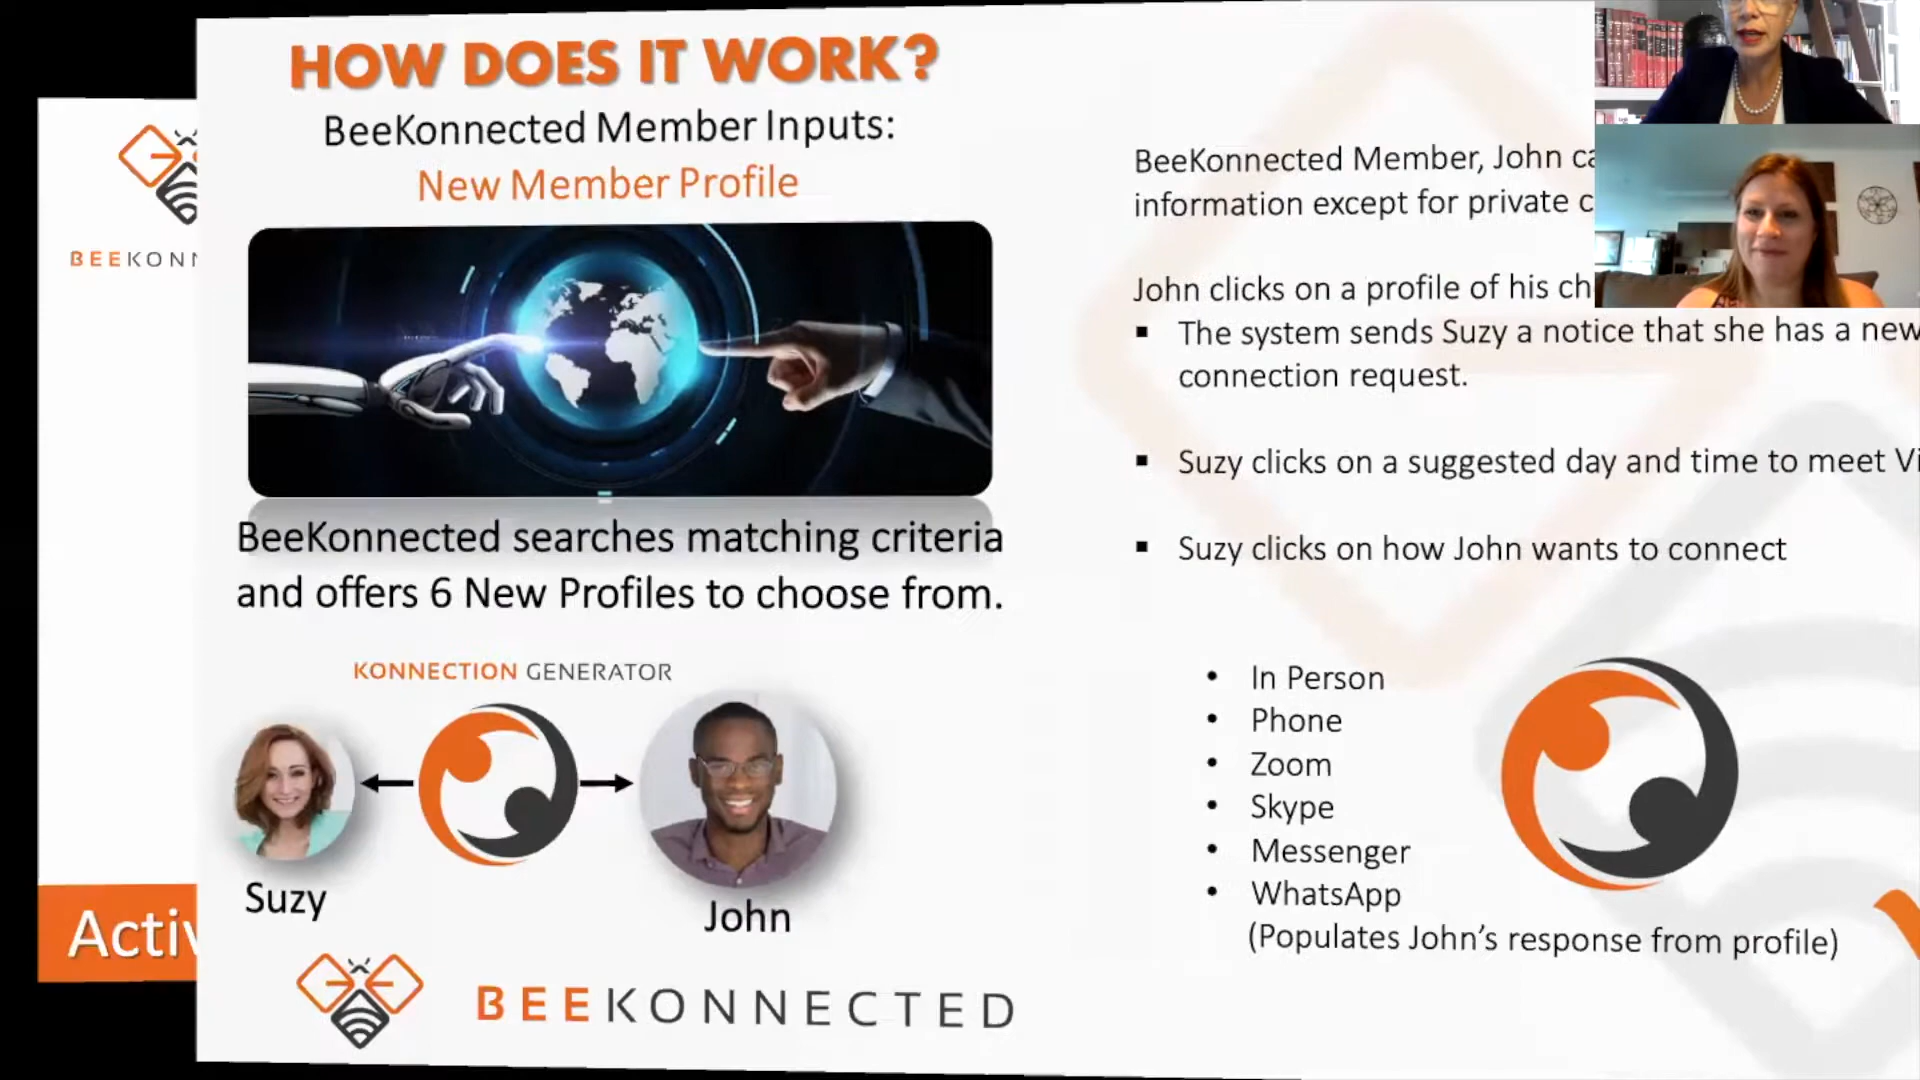 HOW DOES IT WORK?
BeeKonnected Member Inputs:
New Member Profile
BeeKonnected searches matching criteria
and offers 6 New Profiles to choose from.
KONNECTION GENERATOR
Suzy
John
BEEKONNECTED
BEEKONN
Activ
BeeKonnected Member, John ca
information except for private c
John clicks on a profile of his ch
▪ The system sends Suzy a notice that she has a new
connection request.
▪ Suzy clicks on a suggested day and time to meet Vi
▪ Suzy clicks on how John wants to connect
• In Person
• Phone
• Zoom
• Skype
• Messenger
• WhatsApp
(Populates John’s response from profile)